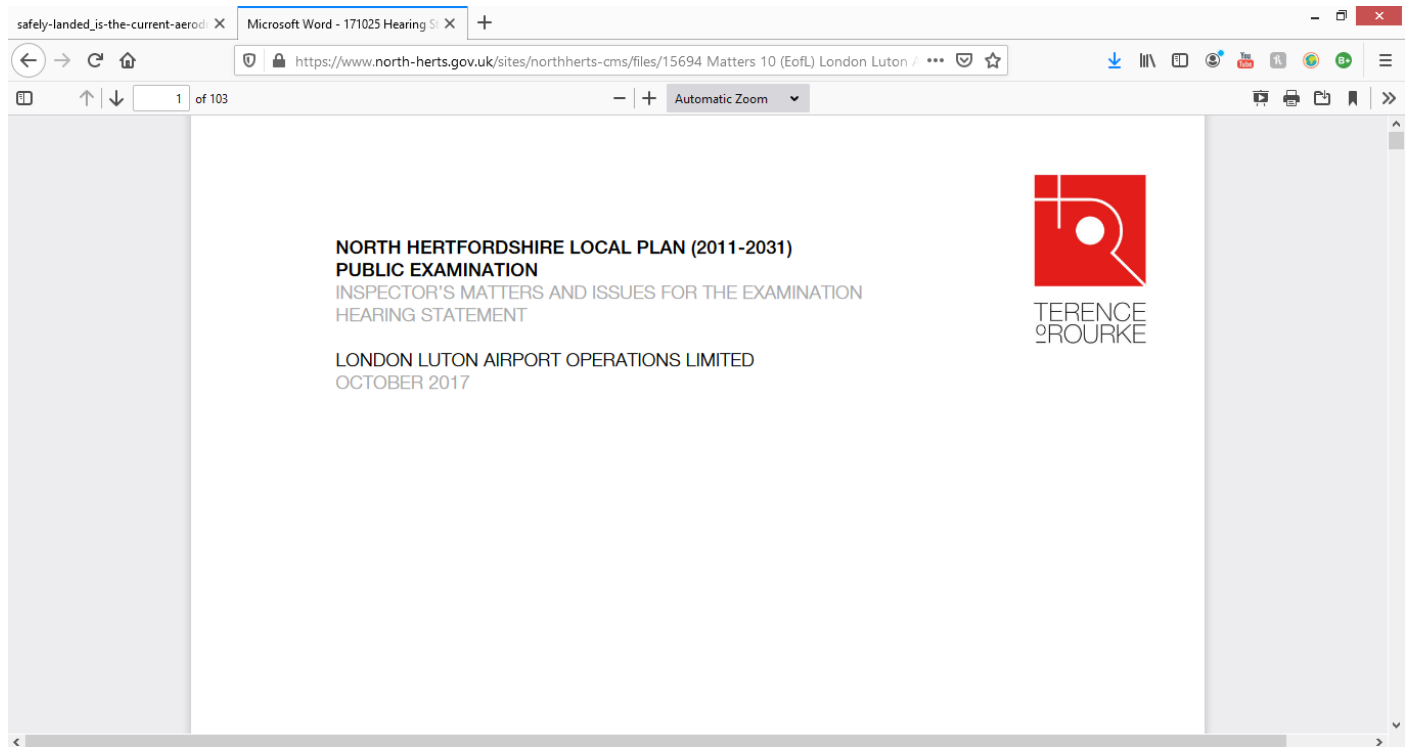 safely-landed_is-the-current-aerod
Microsoft Word - 171025 Hearing S
https://www.north-herts.gov.uk/sites/northherts-cms/files/15694 Matters 10 (EofL) London Luton A
1 of 103
Automatic Zoom
NORTH HERTFORDSHIRE LOCAL PLAN (2011-2031)
PUBLIC EXAMINATION
INSPECTOR'S MATTERS AND ISSUES FOR THE EXAMINATION
HEARING STATEMENT
LONDON LUTON AIRPORT OPERATIONS LIMITED
OCTOBER 2017
TERENCE
O'ROURKE